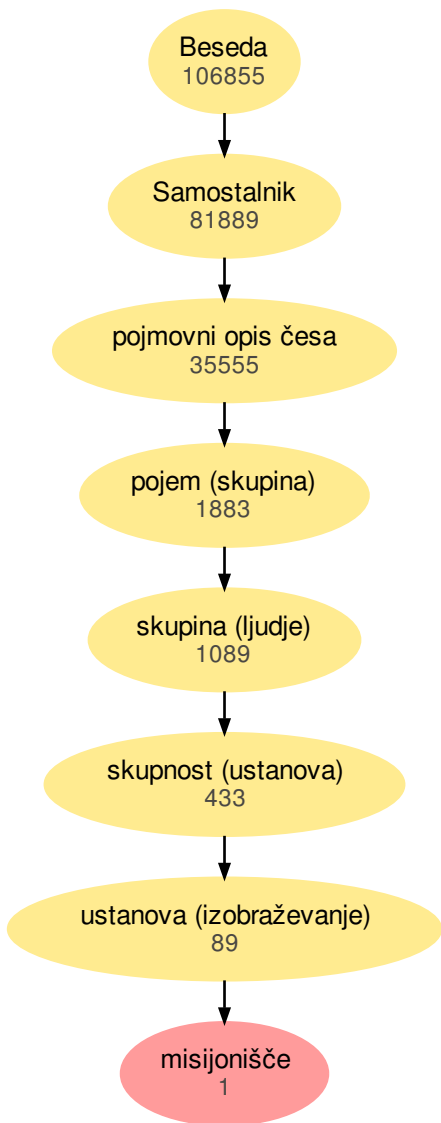 Beseda
106855
Samostalnik
81889
pojmovni opis česa
35555
pojem (skupina)
1883
skupina (ljudje)
1089
skupnost (ustanova)
433
ustanova (izobraževanje)
89
misijonišče
1